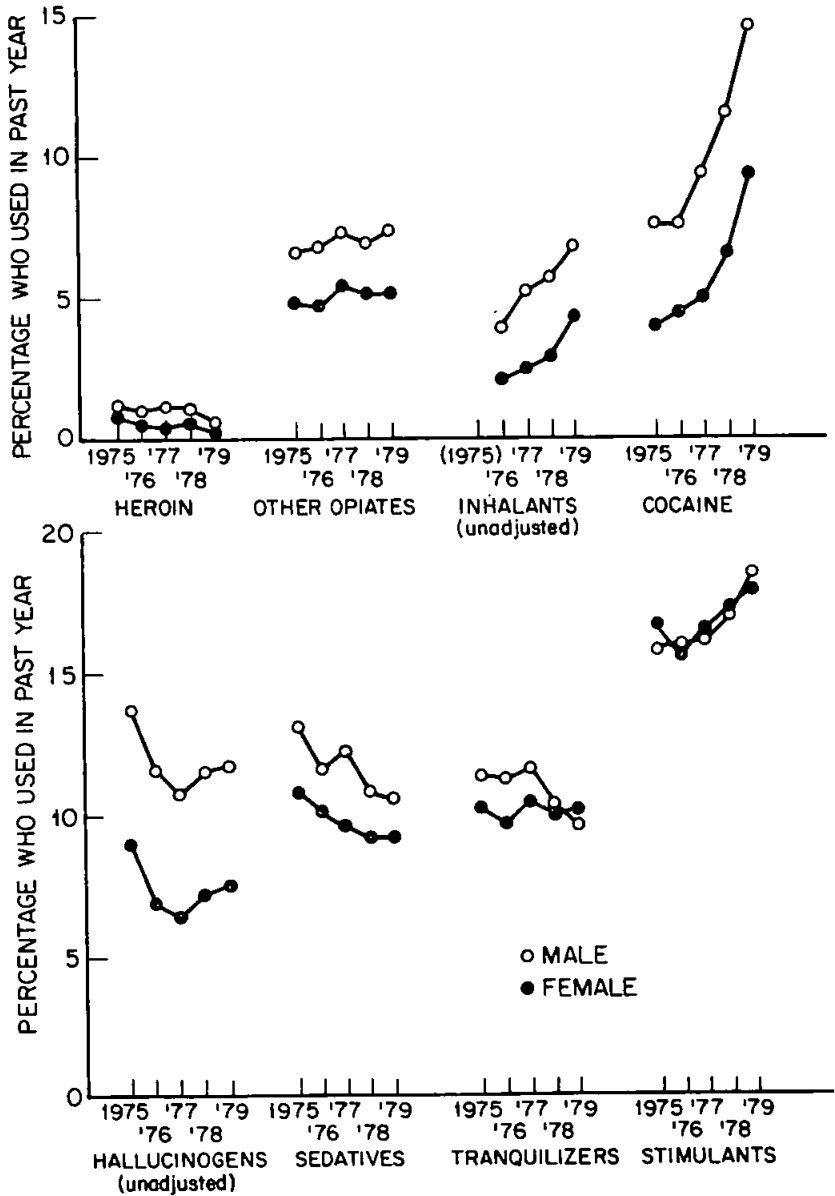 PERCENTAGE WHO USED IN PAST YEAR
15
10
5
0
1975 '77 '79
'76 '78
HEROIN
1975 '77 '79
'76 '78
OTHER OPIATES
(1975) '77 '79
'76 '78
INHALANTS
(unadjusted)
1975 '77 '79
'76 '78
COCAINE
PERCENTAGE WHO USED IN PAST YEAR
20
15
10
5
0
MALE
FEMALE
1975 '77 '79
'76 '78
HALLUCINOGENS
(unadjusted)
1975 '77 '79
'76 '78
SEDATIVES
1975 '77 '79
'76 '78
TRANQUILIZERS
1975 '77 '79
'76 '78
STIMULANTS